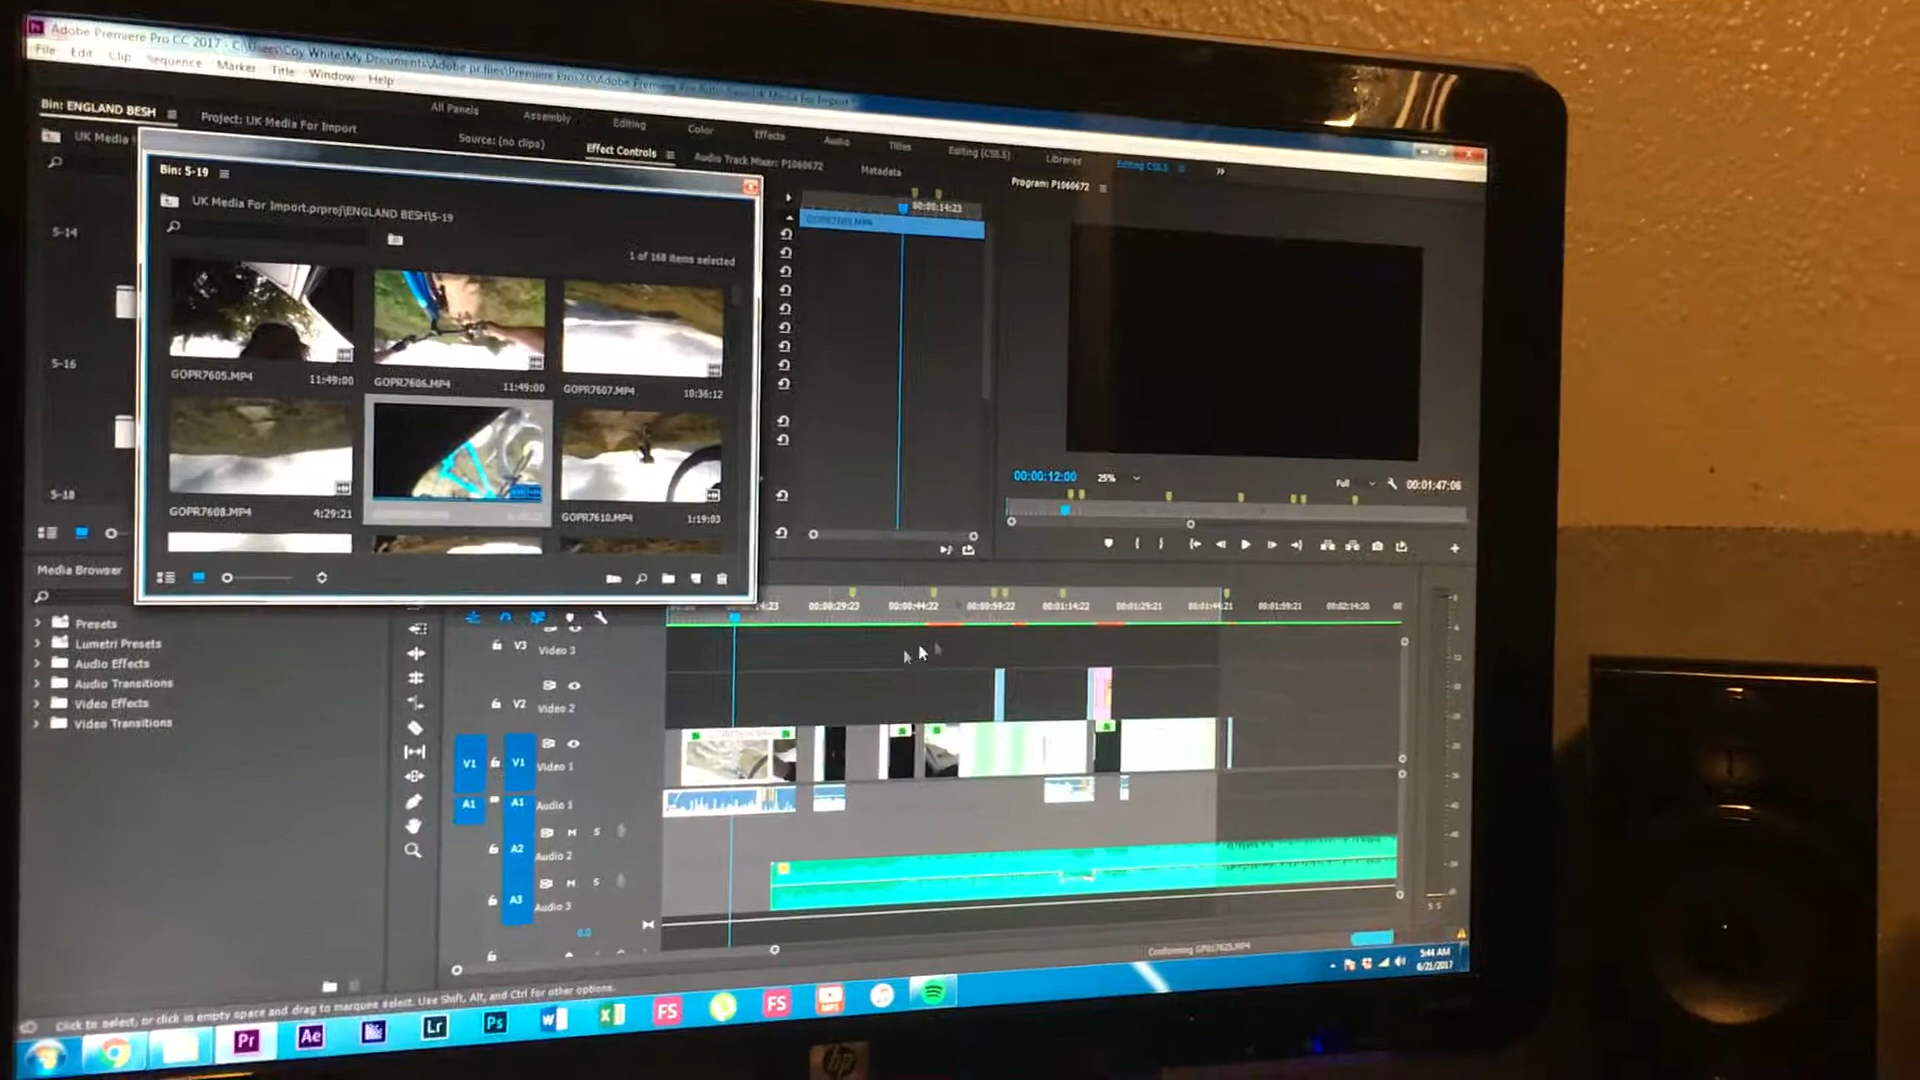 Adobe Premiere Pro CC 2017 - C:\Users\Coy White\My Documents\Adobe pr files\Premiere Pros7.0\Adobe Premiere Pro Auto-Save\UK Media For Import
File Edit Clip Sequence Marker Title Window Help
All Panels Assembly Editing Color Effects Audio Titles Editing (CS5.5) Libraries Editing CS5.5
Bin: ENGLAND BESH Project: UK Media For Import
Source: (no clips) Effect Controls Audio Track Mixer: P1060672 Metadata
Program: P1060672
UK Media
Bin: 5-19
UK Media For Import.prproj\ENGLAND BESH\5-19
1 of 168 items selected
5-14
5-16
5-18
GOPR7605.MP4 11:49:00
GOPR7606.MP4 11:49:00
GOPR7607.MP4 10:36:12
GOPR7608.MP4 4:29:21
GOPR7610.MP4 1:19:03
00:00:14:23
00:00:12:00 25% Full 00:01:47:06
Media Browser
Presets
Lumetri Presets
Audio Effects
Audio Transitions
Video Effects
Video Transitions
00:00:29:23 00:00:44:22 00:00:59:22 00:01:14:22 00:01:29:21 00:01:44:21 00:01:59:21 00:02:14:20
V3 Video 3
V2 Video 2
V1 V1 Video 1
A1 A1 Audio 1
M S
A2 Audio 2
M S
A3 Audio 3
0.0
S S
Conforming
Click to select, or click in empty space and drag to marquee select. Use Shift, Alt, and Ctrl for other options.
5:44 AM
6/21/2017
Pr Ae Lr Ps W X FS FS
hp